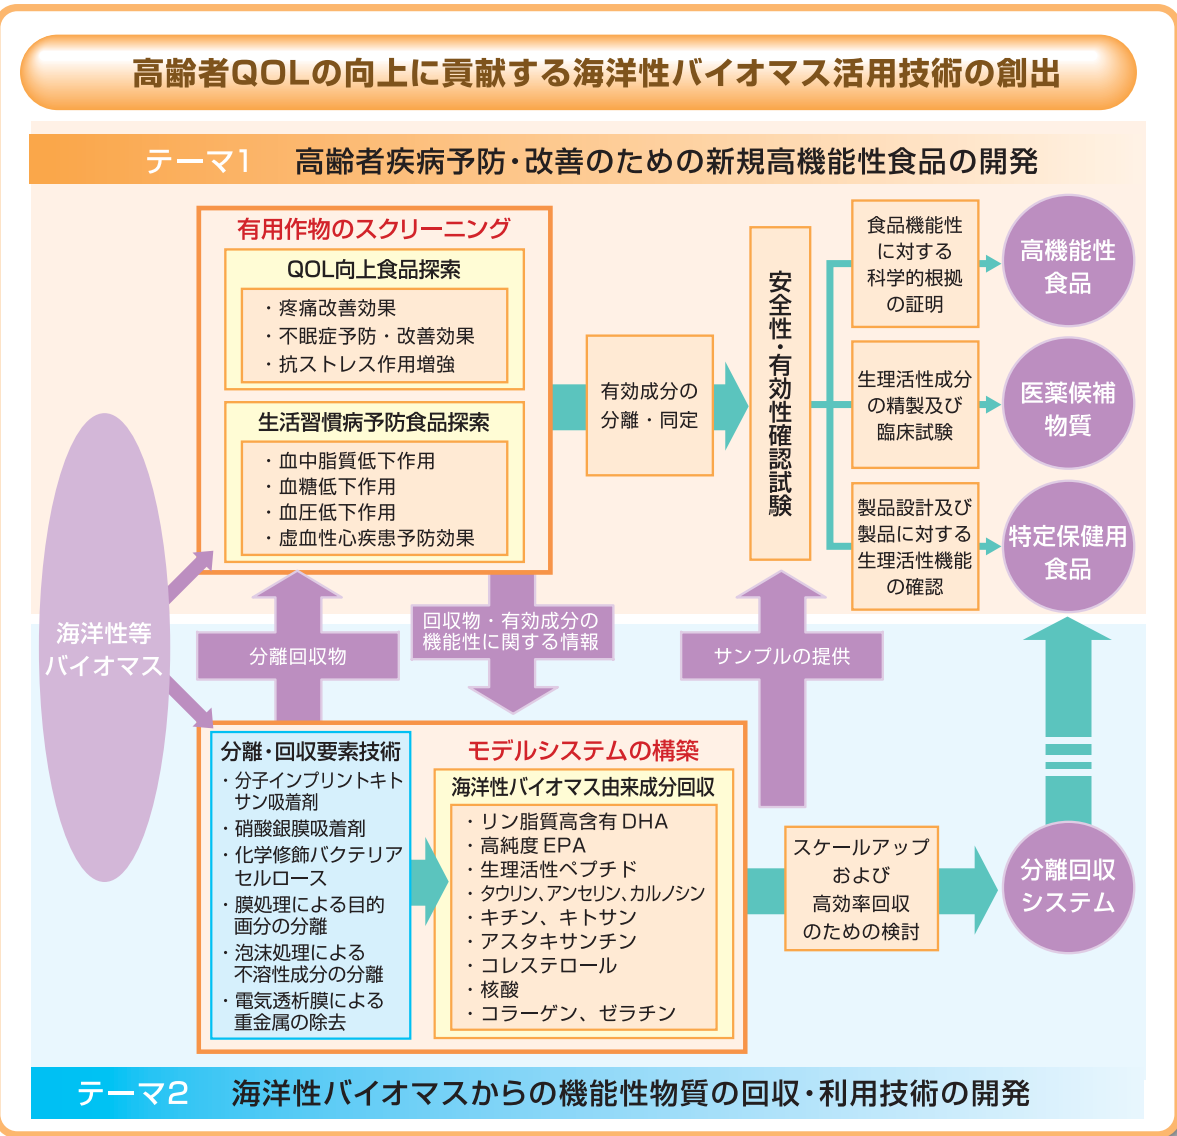 高齢者QOLの向上に貢献する海洋性バイオマス活用技術の創出
テーマ1 高齢者疾病予防・改善のための新規高機能性食品の開発
有用作物のスクリーニング
QOL向上食品探索
・疼痛改善効果
・不眠症予防・改善効果
・抗ストレス作用増強
生活習慣病予防食品探索
・血中脂質低下作用
・血糖低下作用
・血圧低下作用
・虚血性心疾患予防効果
有効成分の
分離・同定
安全性・有効性確認試験
食品機能性
に対する
科学的根拠
の証明
高機能性
食品
生理活性成分
の精製及び
臨床試験
医薬候補
物質
製品設計及び
製品に対する
生理活性機能
の確認
特定保健用
食品
海洋性等
バイオマス
分離回収物
回収物・有効成分の
機能性に関する情報
サンプルの提供
分離・回収要素技術
・分子インプリントキト
サン吸着剤
・硝酸銀膜吸着剤
・化学修飾バクテリア
セルロース
・膜処理による目的
画分の分離
・泡沫処理による
不溶性成分の分離
・電気透析膜による
重金属の除去
モデルシステムの構築
海洋性バイオマス由来成分回収
・リン脂質高含有 DHA
・高純度 EPA
・生理活性ペプチド
・タウリン、アンセリン、カルノシン
・キチン、キトサン
・アスタキサンチン
・コレステロール
・核酸
・コラーゲン、ゼラチン
スケールアップ
および
高効率回収
のための検討
分離回収
システム
テーマ2 海洋性バイオマスからの機能性物質の回収・利用技術の開発